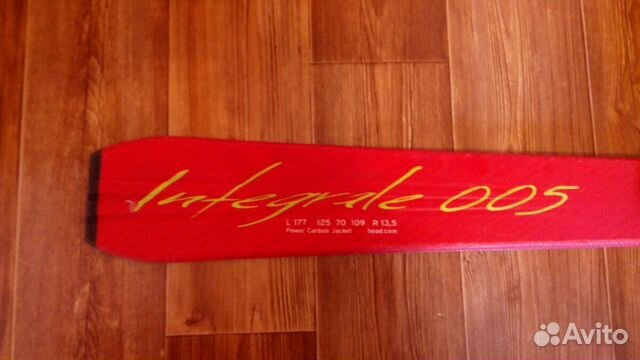 Integrale 005
L 177 125 70 109 R 13,5
Power Carbon Jacket head.com
Avito